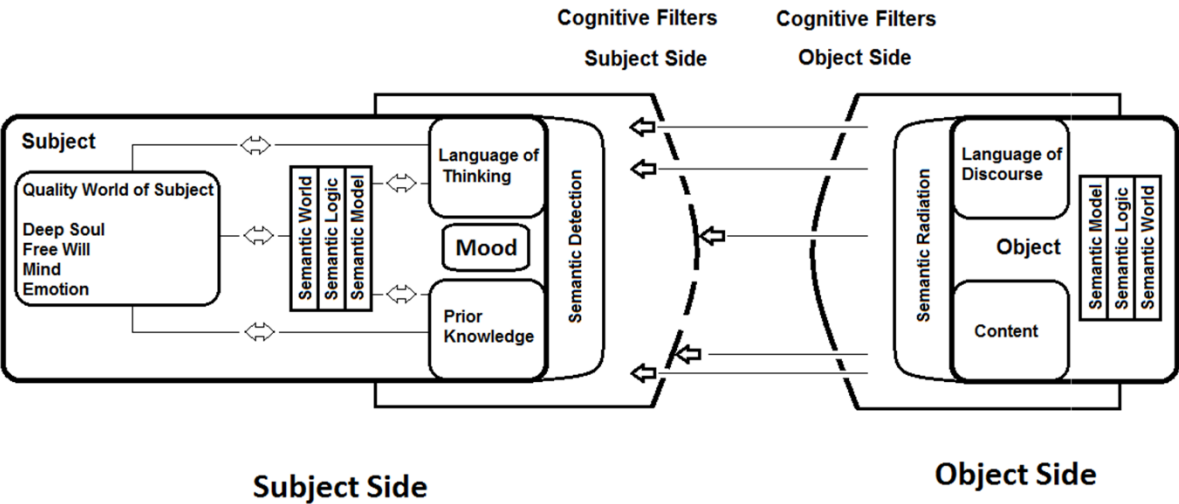 Cognitive Filters
Subject Side
Cognitive Filters
Object Side
Subject
Quality World of Subject
Deep Soul
Free Will
Mind
Emotion
Semantic World
Semantic Logic
Semantic Model
Language of
Thinking
Mood
Prior
Knowledge
Semantic Detection
Semantic Radiation
Language of
Discourse
Object
Content
Semantic Model
Semantic Logic
Semantic World
Subject Side
Object Side